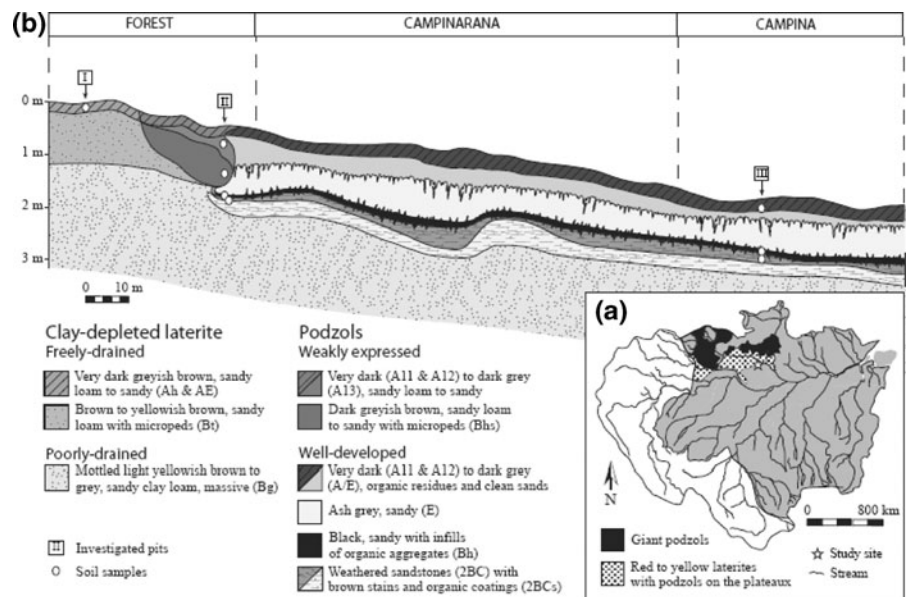 (b)
FOREST
CAMPINARANA
CAMPINA
I
II
III
0 m
1 m
2 m
3 m
0 10 m
Clay-depleted laterite
Freely-drained
Very dark greyish brown, sandy
loam to sandy (Ah & AE)
Brown to yellowish brown, sandy
loam with micropeds (Bt)
Poorly-drained
Mottled light yellowish brown to
grey, sandy clay loam, massive (Bg)
II Investigated pits
Soil samples
Podzols
Weakly expressed
Very dark (A11 & A12) to dark grey
(A13), sandy loam to sandy
Dark greyish brown, sandy loam
to sandy with micropeds (Bhs)
Well-developed
Very dark (A11 & A12) to dark grey
(A/E), organic residues and clean sands
Ash grey, sandy (E)
Black, sandy with infills
of organic aggregates (Bh)
Weathered sandstones (2BC) with
brown stains and organic coatings (2BCs)
(a)
N
0 800 km
Giant podzols
Red to yellow laterites
with podzols on the plateaux
Study site
Stream